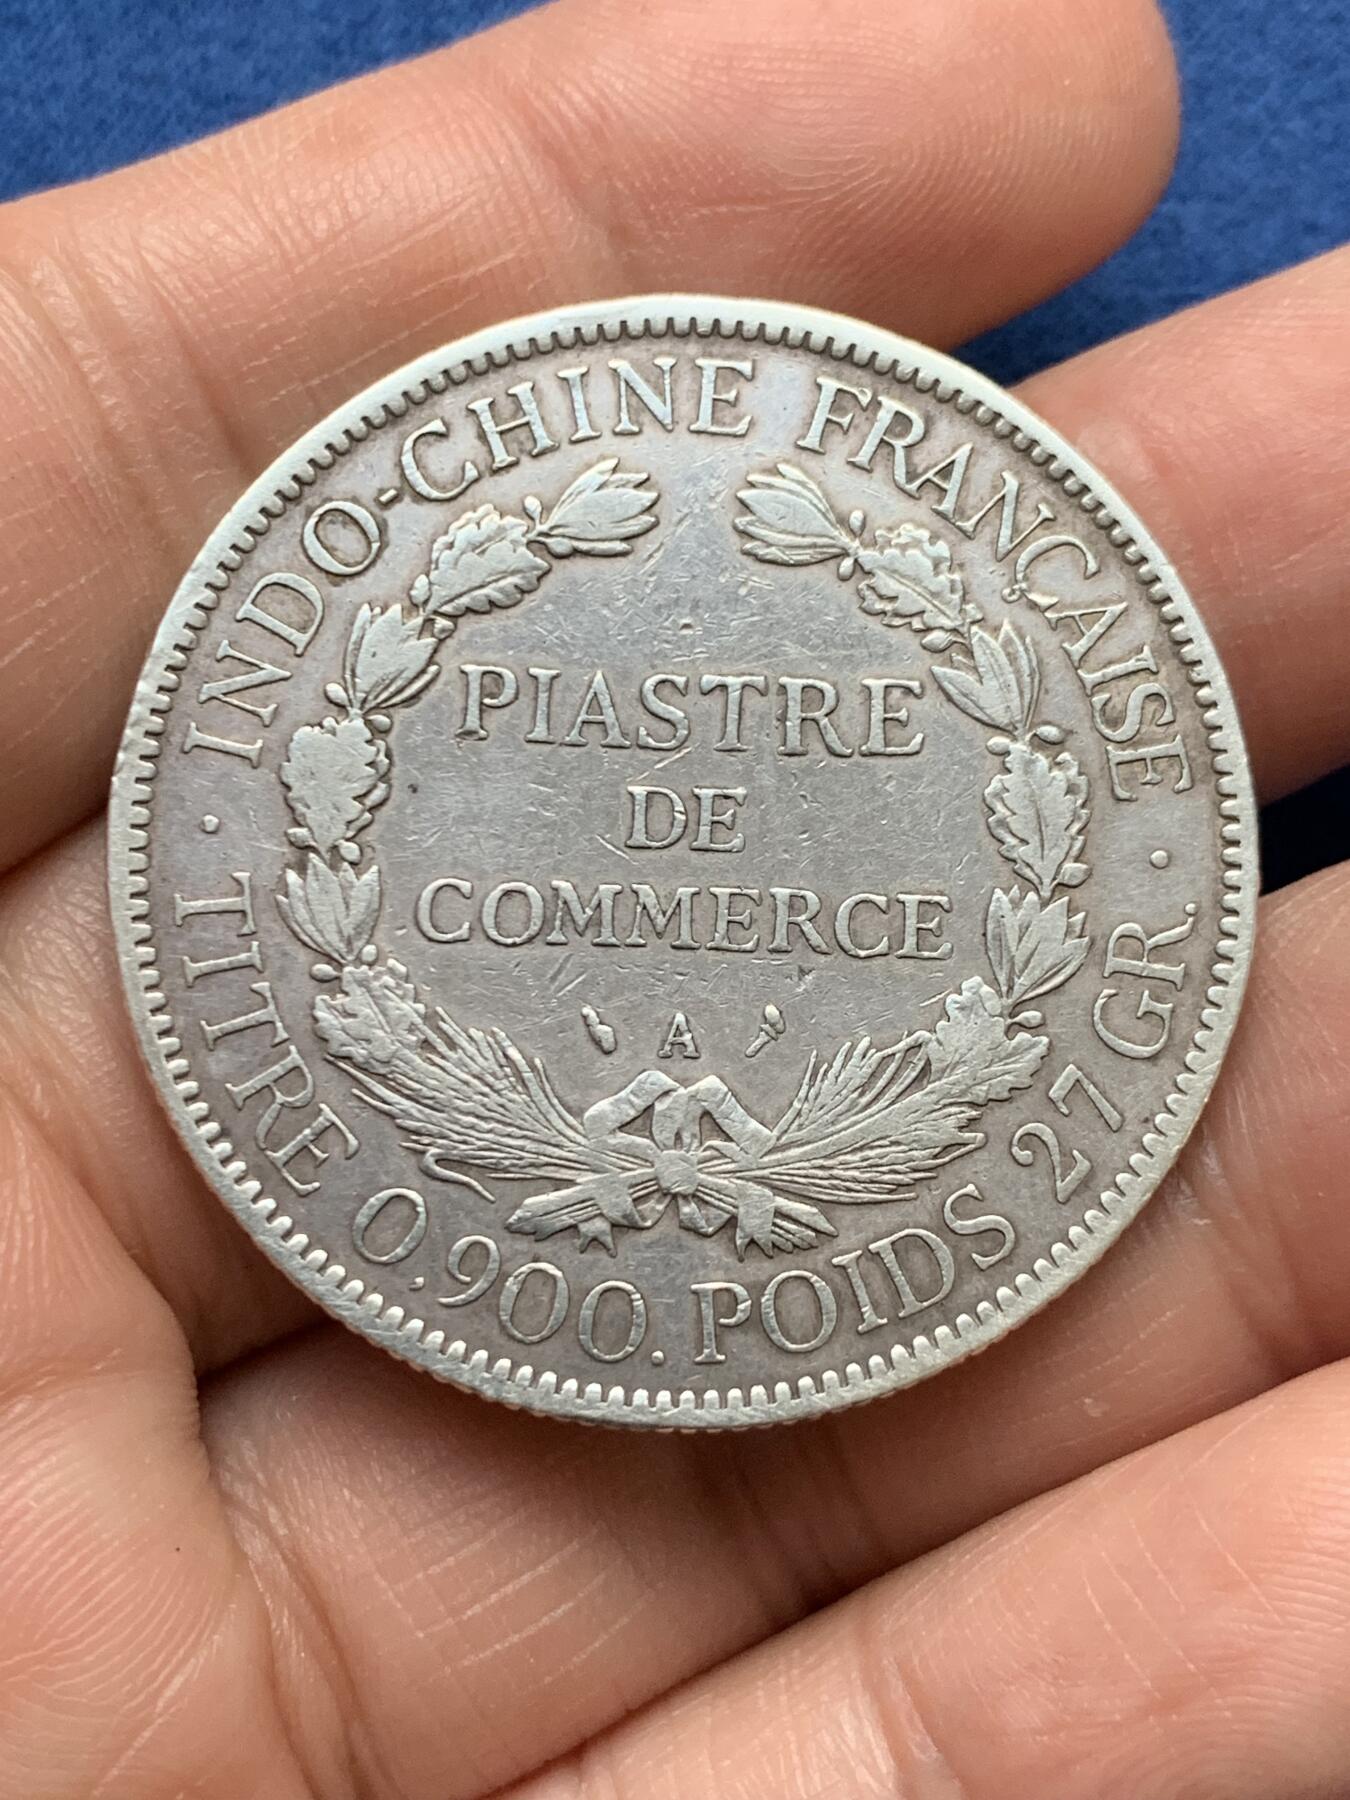 INDO-CHINE FRANÇAISE
PIASTRE
DE
COMMERCE
A
· TITRE 0,900. POIDS 27 GR. ·